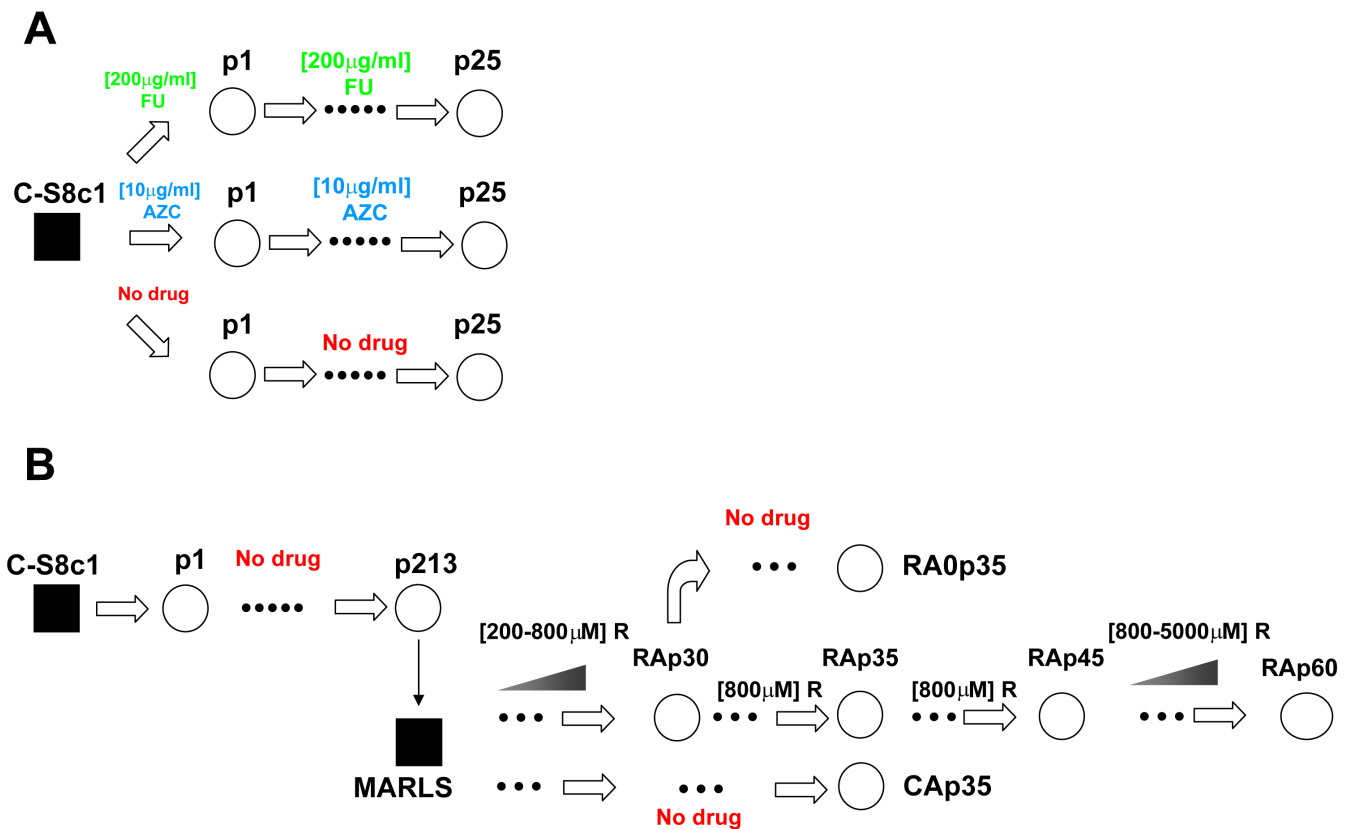 A
p1
[200μg/ml]
FU
p25
[200μg/ml]
FU
C-S8c1
[10μg/ml]
AZC
p1
[10μg/ml]
AZC
p25
No drug
p1
No drug
p25
B
C-S8c1
p1
No drug
p213
No drug
RA0p35
[200-800μM] R
RAp30
[800μM] R
RAp35
[800μM] R
RAp45
[800-5000μM] R
RAp60
MARLS
No drug
CAp35